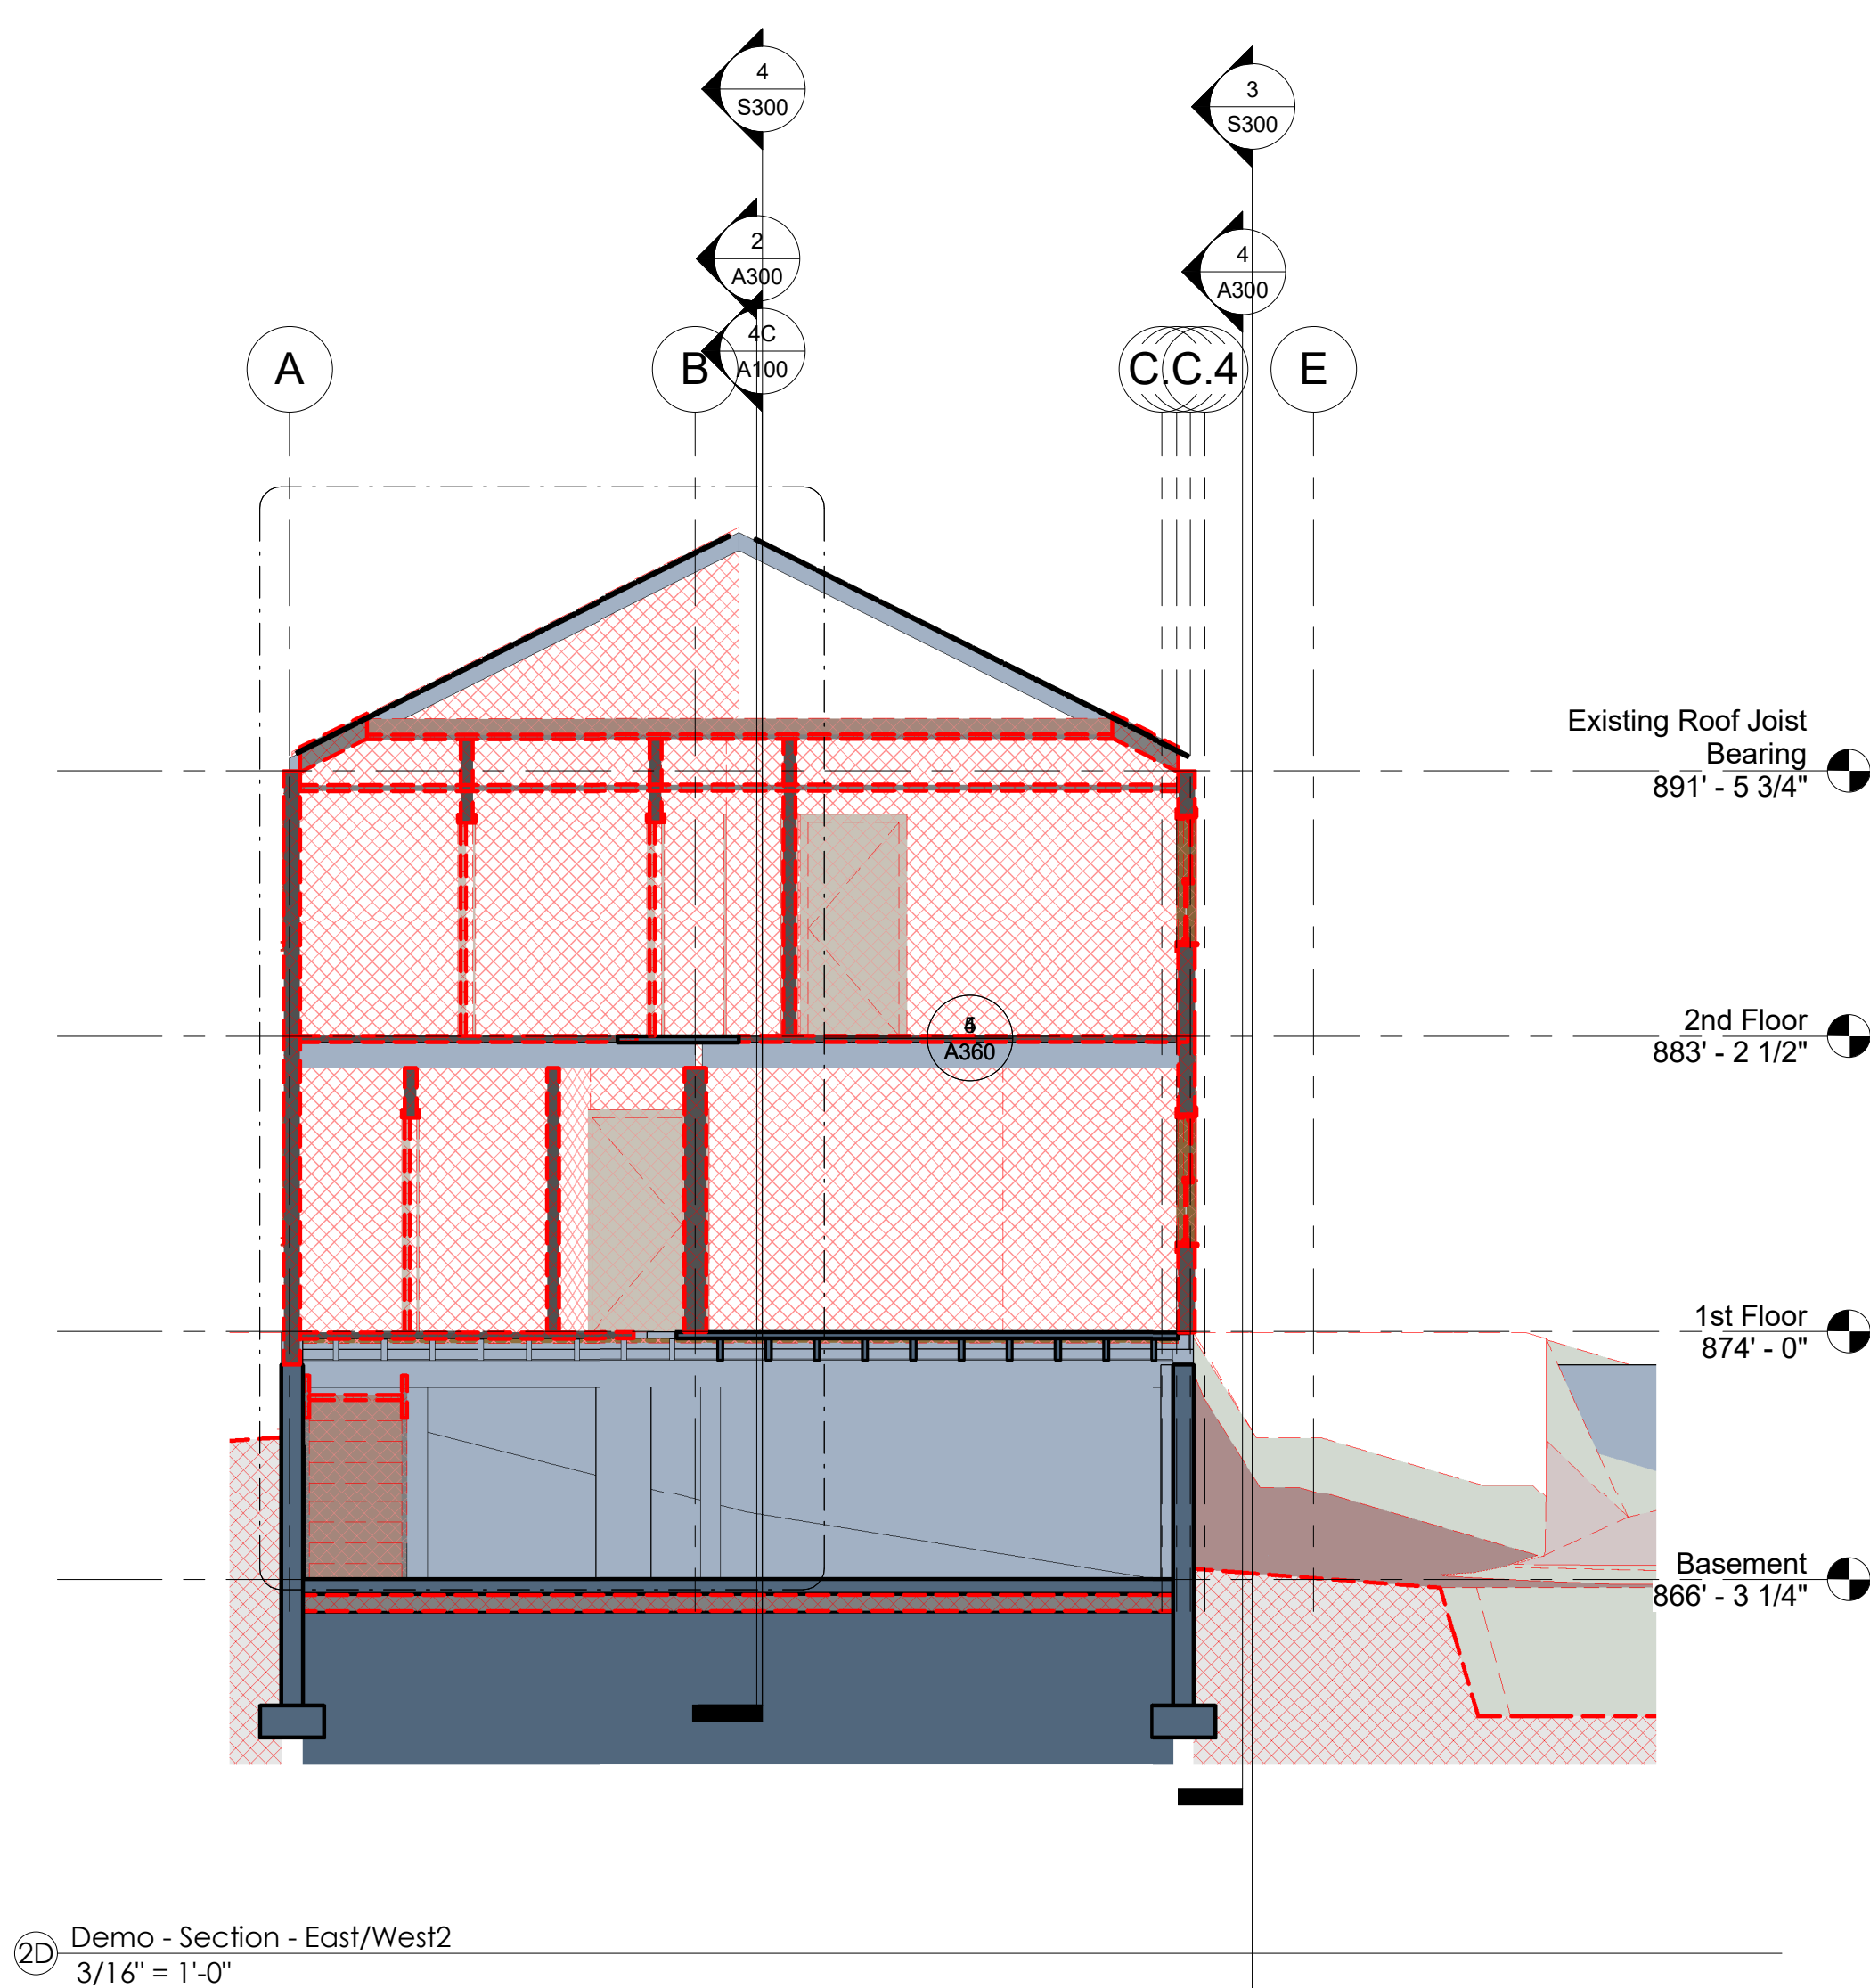 4
S300
3
S300
2
A300
4
A300
4C
A100
A
B
C.
C.4
E
Existing Roof Joist
Bearing
891' - 5 3/4"
2nd Floor
883' - 2 1/2"
A360
1st Floor
874' - 0"
Basement
866' - 3 1/4"
2D
Demo - Section - East/West2
3/16" = 1'-0"